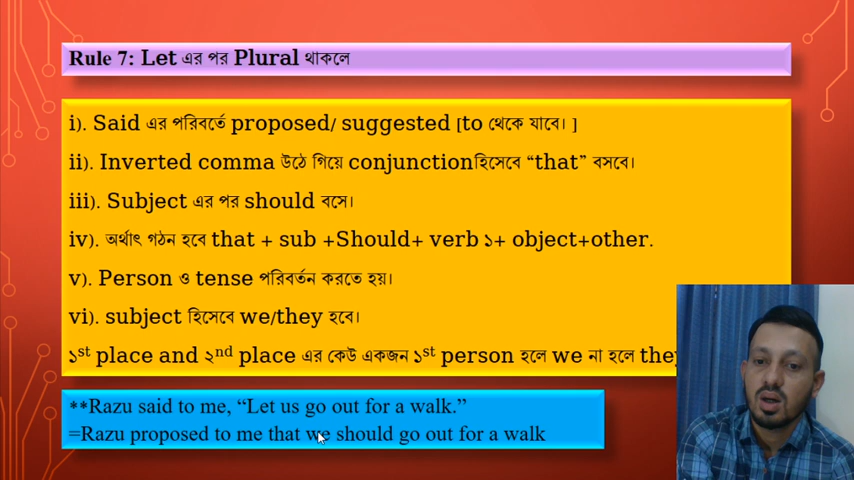 Rule 7: Let এর পর Plural থাকলে
i). Said এর পরিবর্তে proposed/ suggested [to থেকে যাবে। ]
ii). Inverted comma উঠে গিয়ে conjunctionহিসেবে “that” বসবে।
iii). Subject এর পর should বসে।
iv). অর্থাৎ গঠন হবে that + sub +Should+ verb ১+ object+other.
v). Person ও tense পরিবর্তন করতে হয়।
vi). subject হিসেবে we/they হবে।
১st place and ২nd place এর কেউ একজন ১st person হলে we না হলে they
**Razu said to me, “Let us go out for a walk.”
=Razu proposed to me that we should go out for a walk